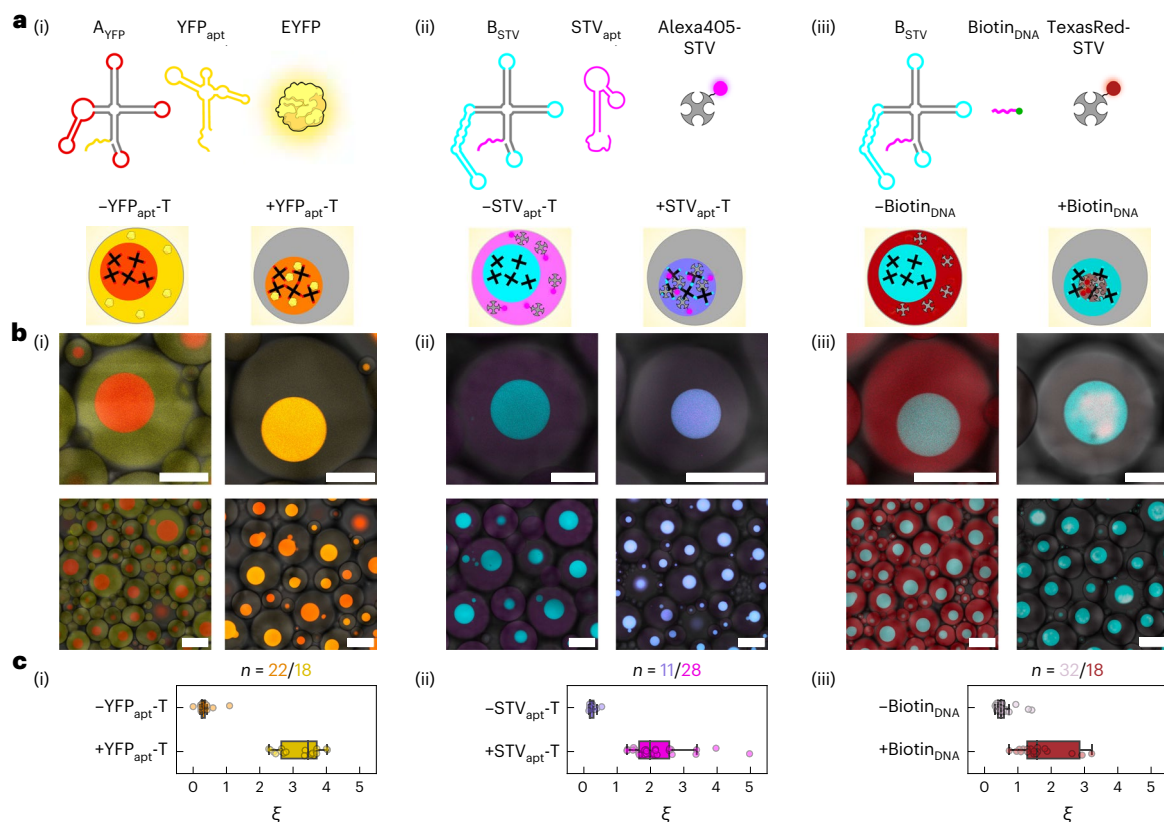 a
(i)
A_YFP YFP_apt EYFP
−YFP_apt-T +YFP_apt-T
(ii)
B_STV STV_apt Alexa405-
STV
−STV_apt-T +STV_apt-T
(iii)
B_STV Biotin_DNA TexasRed-
STV
−Biotin_DNA +Biotin_DNA
b
(i)
(ii)
(iii)
c
(i)
n = 22/18
−YFP_apt-T
+YFP_apt-T
0 1 2 3 4 5
ξ
(ii)
n = 11/28
−STV_apt-T
+STV_apt-T
0 1 2 3 4 5
ξ
(iii)
n = 32/18
−Biotin_DNA
+Biotin_DNA
0 1 2 3 4 5
ξ